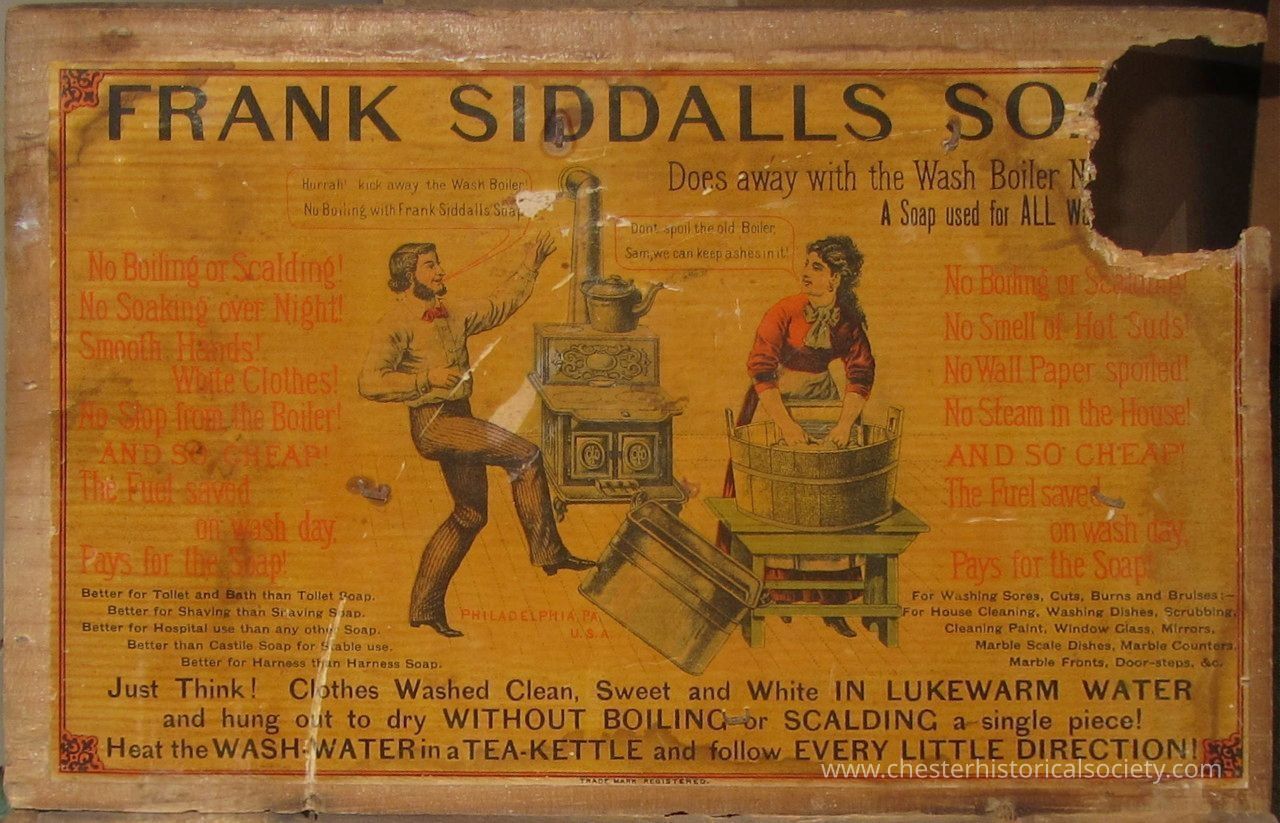 FRANK SIDDALLS
Does away with the Wash Boiler
A Soap used for ALL
Hurrah! kick away the Wash Boiler!
No Boiling with Frank Siddalls Soap
Dont spoil the old Boiler,
Sam, we can keep ashes in it!
No Boiling or Scalding!
No Soaking over Night!
Smooth Hands!
White Clothes!
No Slop from the Boiler!
AND SO CHEAP!
The Fuel saved
on wash day,
Pays for the Soap!
Better for Toilet and Bath than Toilet Soap.
Better for Shaving than Shaving Soap.
Better for Hospital use than any other Soap.
Better than Castile Soap for Stable use.
Better for Harness than Harness Soap.
PHILADELPHIA, PA
U.S.A.
No Boiling or Scalding!
No Smell of Hot Suds!
No Wall Paper spoiled!
No Steam in the House!
AND SO CHEAP!
The Fuel saved
on wash day,
Pays for the Soap!
For Washing Sores, Cuts, Burns and Bruises:-
For House Cleaning, Washing Dishes, Scrubbing,
Cleaning Paint, Window Glass, Mirrors,
Marble Scale Dishes, Marble Counters,
Marble Fronts, Door-steps, &c.
Just Think! Clothes Washed Clean, Sweet and White IN LUKEWARM WATER
and hung out to dry WITHOUT BOILING or SCALDING a single piece!
Heat the WASH-WATER in a TEA-KETTLE and follow EVERY LITTLE DIRECTION!
TRADE MARK REGISTERED.
www.chesterhistoricalsociety.com